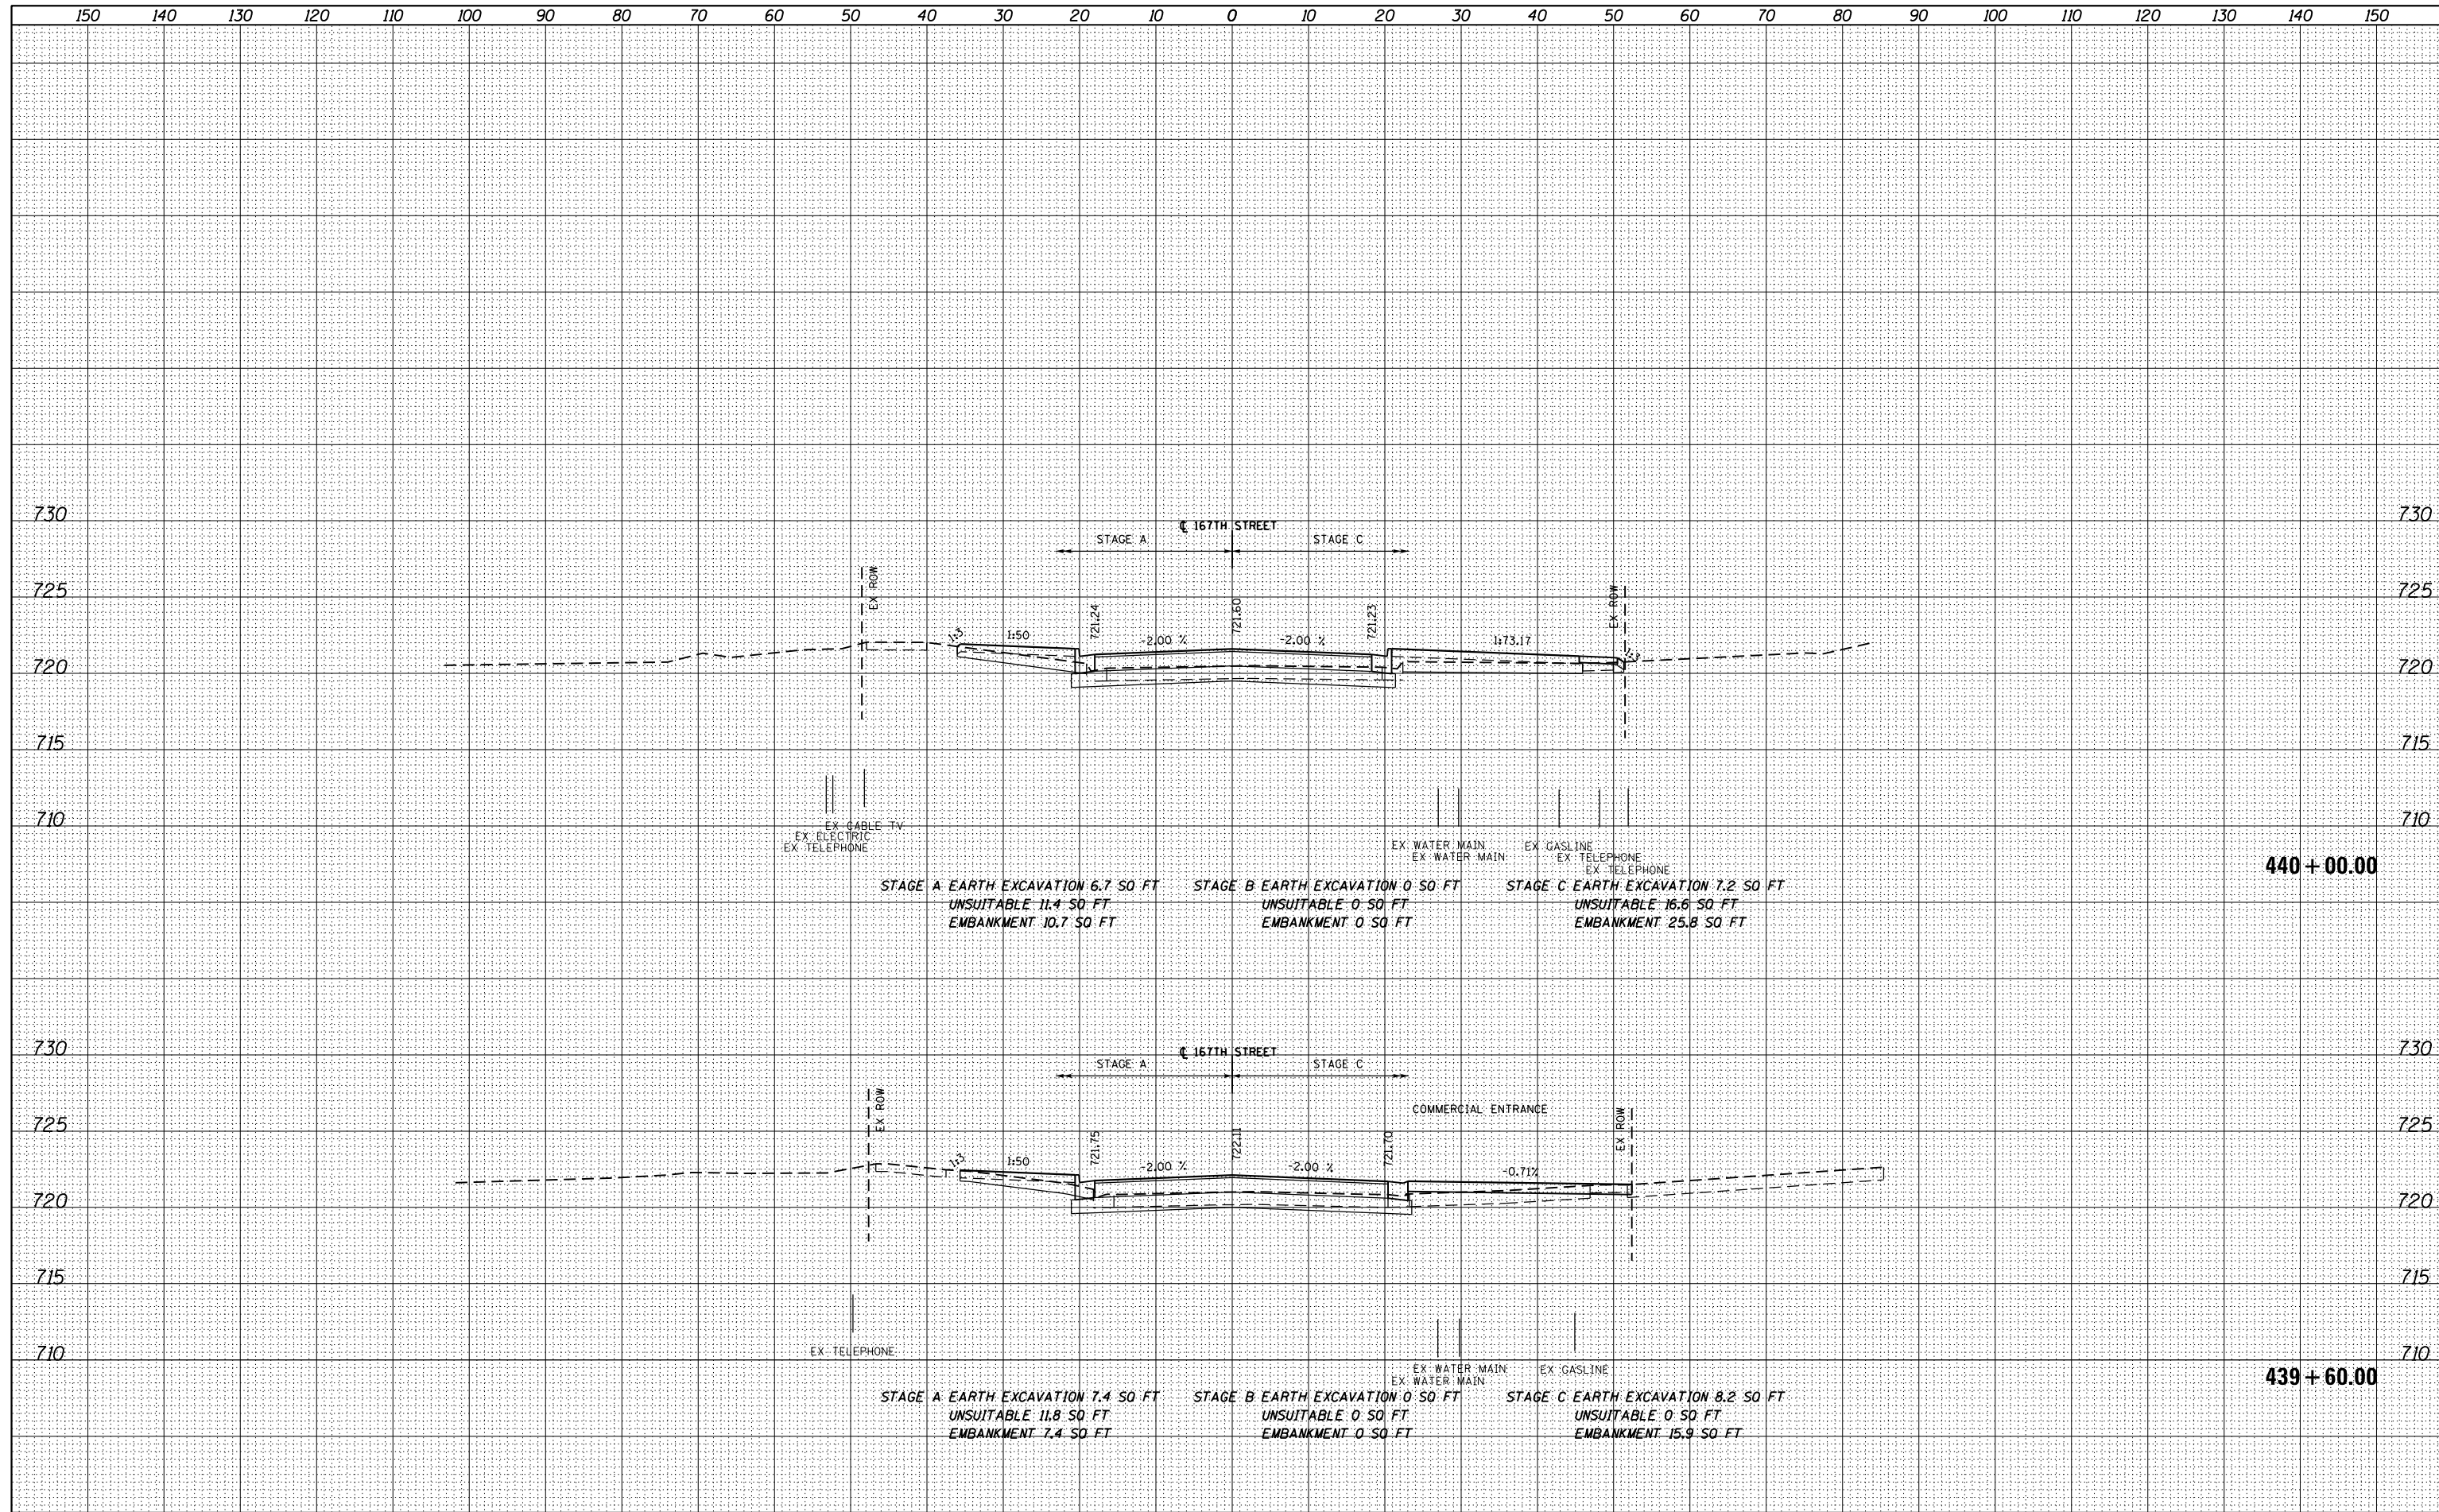 150 140 130 120 110 100 90 80 70 60 50 40 30 20 10 0 10 20 30 40 50 60 70 80 90 100 110 120 130 140 150
730 730
℄ 167TH STREET
STAGE A STAGE C
725 725
EX ROW 721.24 721.60 721.23 EX ROW
1:3 1:50 -2.00 % -2.00 % 1:73.17 1:3
720 720
715 715
710 710
EX CABLE TV
EX ELECTRIC
EX TELEPHONE
EX WATER MAIN EX GASLINE
EX WATER MAIN EX TELEPHONE
EX TELEPHONE
440+00.00
STAGE A EARTH EXCAVATION 6.7 SQ FT STAGE B EARTH EXCAVATION 0 SQ FT STAGE C EARTH EXCAVATION 7.2 SQ FT
UNSUITABLE 11.4 SQ FT UNSUITABLE 0 SQ FT UNSUITABLE 16.6 SQ FT
EMBANKMENT 10.7 SQ FT EMBANKMENT 0 SQ FT EMBANKMENT 25.8 SQ FT
730 730
℄ 167TH STREET
STAGE A STAGE C
COMMERCIAL ENTRANCE
725 725
EX ROW 721.75 722.11 721.70 EX ROW
1:3 1:50 -2.00 % -2.00 % -0.71%
720 720
715 715
710 710
EX TELEPHONE
EX WATER MAIN EX GASLINE
EX WATER MAIN
439+60.00
STAGE A EARTH EXCAVATION 7.4 SQ FT STAGE B EARTH EXCAVATION 0 SQ FT STAGE C EARTH EXCAVATION 8.2 SQ FT
UNSUITABLE 11.8 SQ FT UNSUITABLE 0 SQ FT UNSUITABLE 0 SQ FT
EMBANKMENT 7.4 SQ FT EMBANKMENT 0 SQ FT EMBANKMENT 15.9 SQ FT